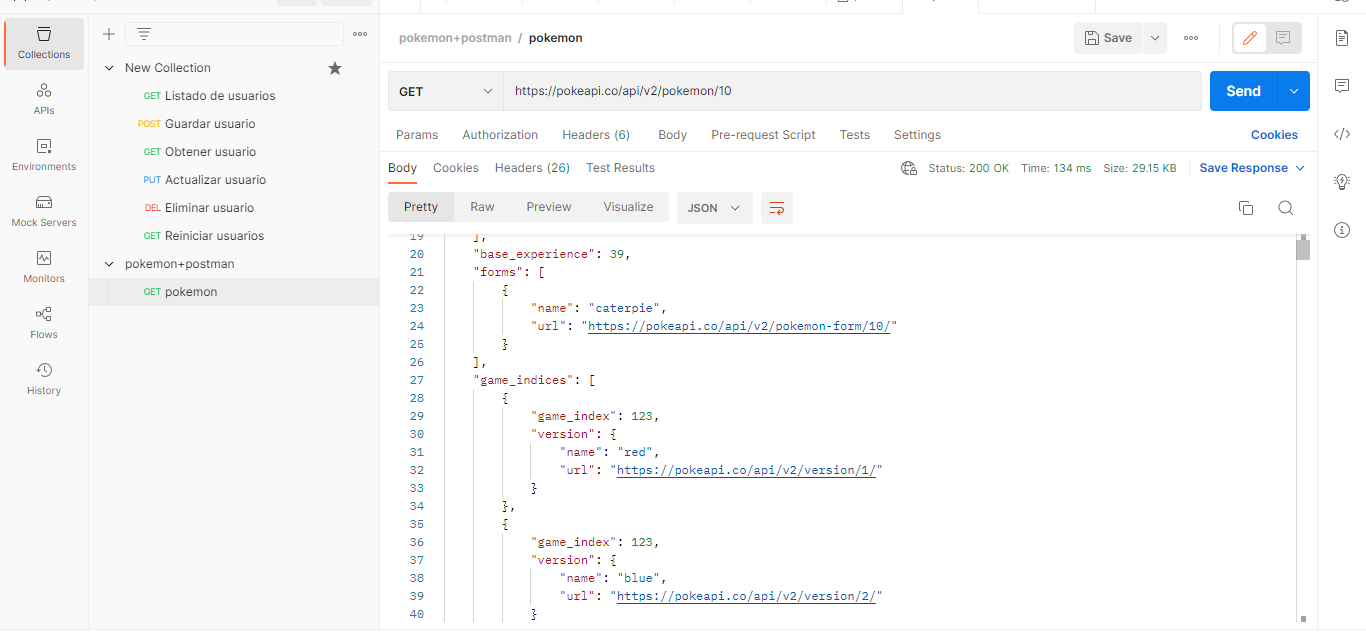 Collections
APIs
Environments
Mock Servers
Monitors
Flows
History
New Collection
GET Listado de usuarios
POST Guardar usuario
GET Obtener usuario
PUT Actualizar usuario
DEL Eliminar usuario
GET Reiniciar usuarios
pokemon+postman
GET pokemon
pokemon+postman / pokemon
Save
GET https://pokeapi.co/api/v2/pokemon/10
Send
Params Authorization Headers (6) Body Pre-request Script Tests Settings Cookies
Body Cookies Headers (26) Test Results Status: 200 OK Time: 134 ms Size: 29.15 KB Save Response
Pretty Raw Preview Visualize JSON
19 ],
20 "base_experience": 39,
21 "forms": [
22 {
23 "name": "caterpie",
24 "url": "https://pokeapi.co/api/v2/pokemon-form/10/"
25 }
26 ],
27 "game_indices": [
28 {
29 "game_index": 123,
30 "version": {
31 "name": "red",
32 "url": "https://pokeapi.co/api/v2/version/1/"
33 }
34 },
35 {
36 "game_index": 123,
37 "version": {
38 "name": "blue",
39 "url": "https://pokeapi.co/api/v2/version/2/"
40 }